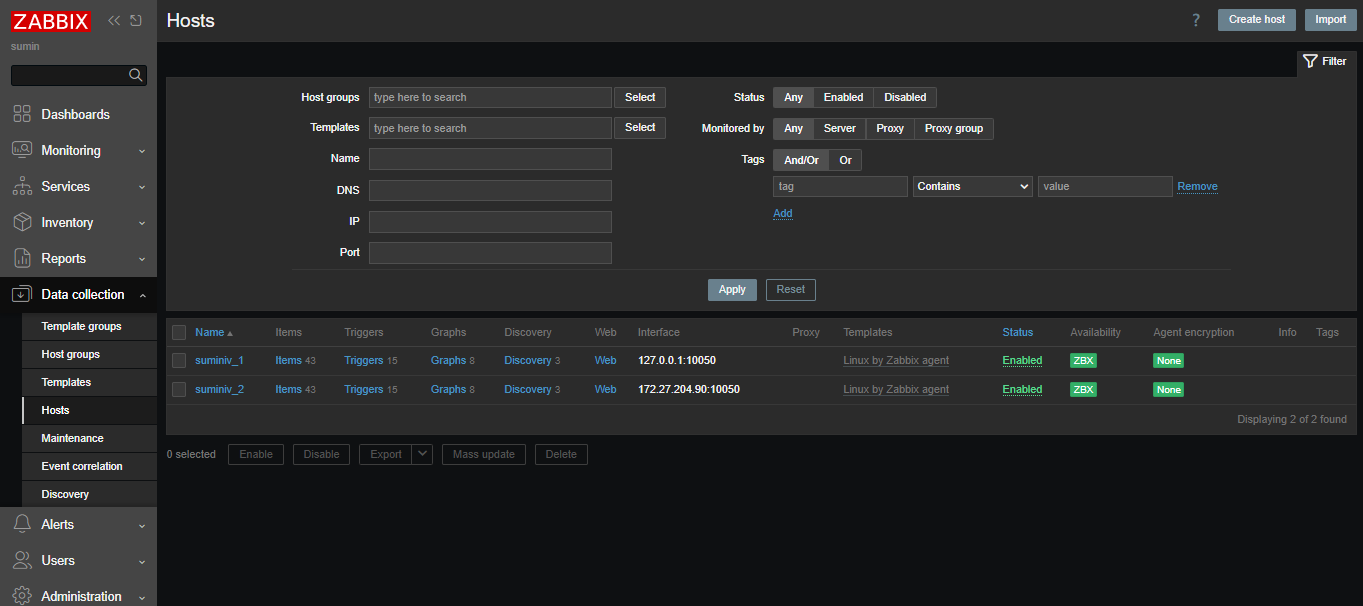 ZABBIX
sumin
Dashboards
Monitoring
Services
Inventory
Reports
Data collection
Template groups
Host groups
Templates
Hosts
Maintenance
Event correlation
Discovery
Alerts
Users
Administration
Hosts
? Create host Import
Filter
Host groups type here to search Select
Templates type here to search Select
Name
DNS
IP
Port
Status Any Enabled Disabled
Monitored by Any Server Proxy Proxy group
Tags And/Or Or
tag Contains value Remove
Add
Apply Reset
Name Items Triggers Graphs Discovery Web Interface Proxy Templates Status Availability Agent encryption Info Tags
suminiv_1 Items 43 Triggers 15 Graphs 8 Discovery 3 Web 127.0.0.1:10050 Linux by Zabbix agent Enabled ZBX None
suminiv_2 Items 43 Triggers 15 Graphs 8 Discovery 3 Web 172.27.204.90:10050 Linux by Zabbix agent Enabled ZBX None
Displaying 2 of 2 found
0 selected Enable Disable Export Mass update Delete